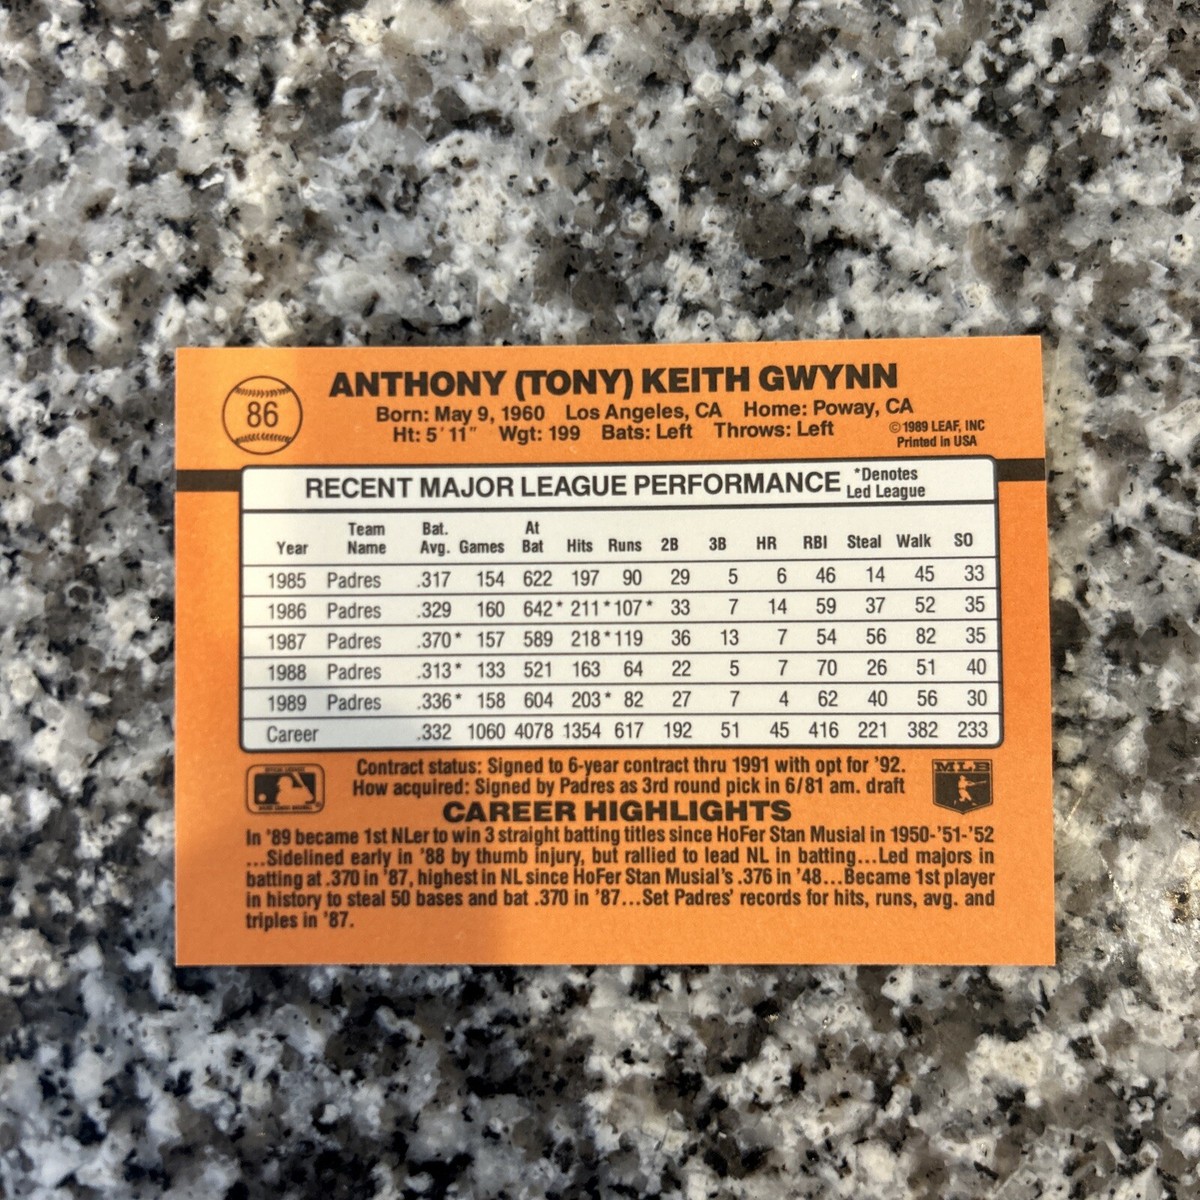 86
ANTHONY (TONY) KEITH GWYNN
Born: May 9, 1960 Los Angeles, CA Home: Poway, CA
Ht: 5'11" Wgt: 199 Bats: Left Throws: Left
©1989 LEAF, INC
Printed in USA
RECENT MAJOR LEAGUE PERFORMANCE
*Denotes
Led League
Year Team Name Bat. Avg. Games At Bat Hits Runs 2B 3B HR RBI Steal Walk SO
1985 Padres .317 154 622 197 90 29 5 6 46 14 45 33
1986 Padres .329 160 642* 211* 107* 33 7 14 59 37 52 35
1987 Padres .370* 157 589 218* 119 36 13 7 54 56 82 35
1988 Padres .313* 133 521 163 64 22 5 7 70 26 51 40
1989 Padres .336* 158 604 203* 82 27 7 4 62 40 56 30
Career .332 1060 4078 1354 617 192 51 45 416 221 382 233
Contract status: Signed to 6-year contract thru 1991 with opt for '92.
How acquired: Signed by Padres as 3rd round pick in 6/81 am. draft
MLB
CAREER HIGHLIGHTS
In '89 became 1st NLer to win 3 straight batting titles since HoFer Stan Musial in 1950-'51-'52
...Sidelined early in '88 by thumb injury, but rallied to lead NL in batting...Led majors in
batting at .370 in '87, highest in NL since HoFer Stan Musial's .376 in '48...Became 1st player
in history to steal 50 bases and bat .370 in '87...Set Padres' records for hits, runs, avg. and
triples in '87.